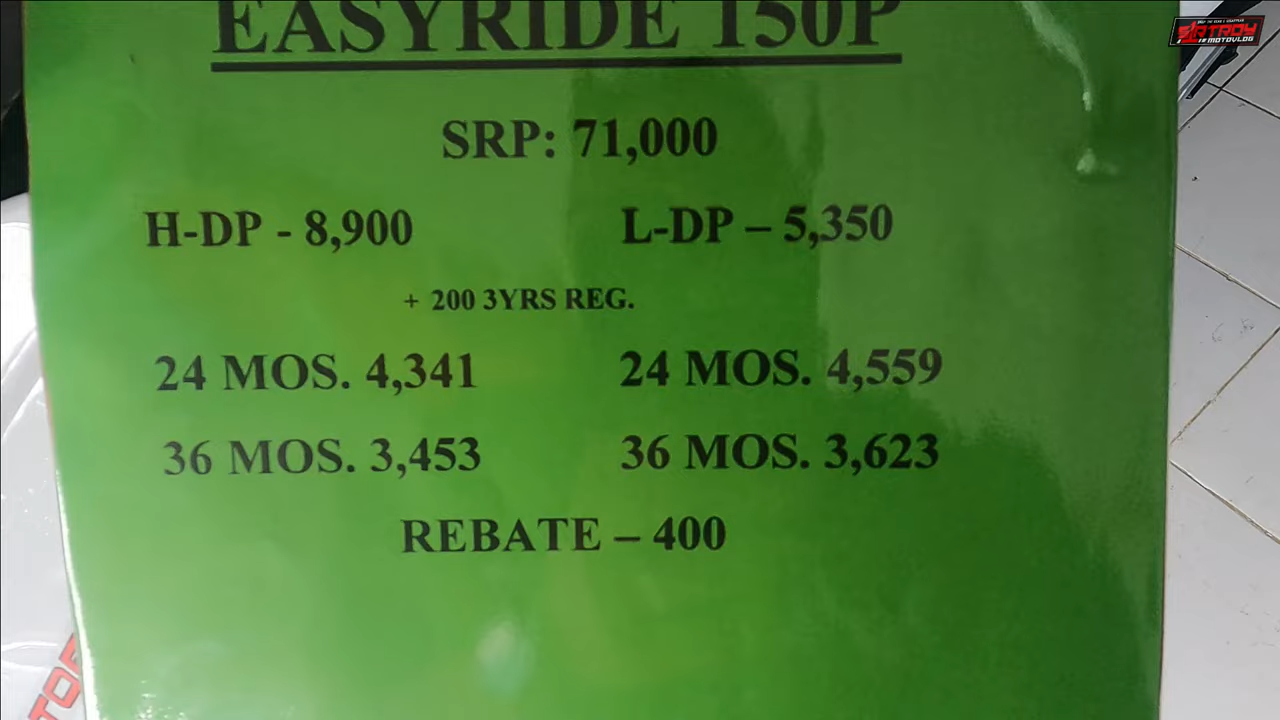 EASYRIDE 150P
SRP: 71,000
H-DP - 8,900 L-DP – 5,350
+ 200 3YRS REG.
24 MOS. 4,341 24 MOS. 4,559
36 MOS. 3,453 36 MOS. 3,623
REBATE – 400
MOTOVLOG